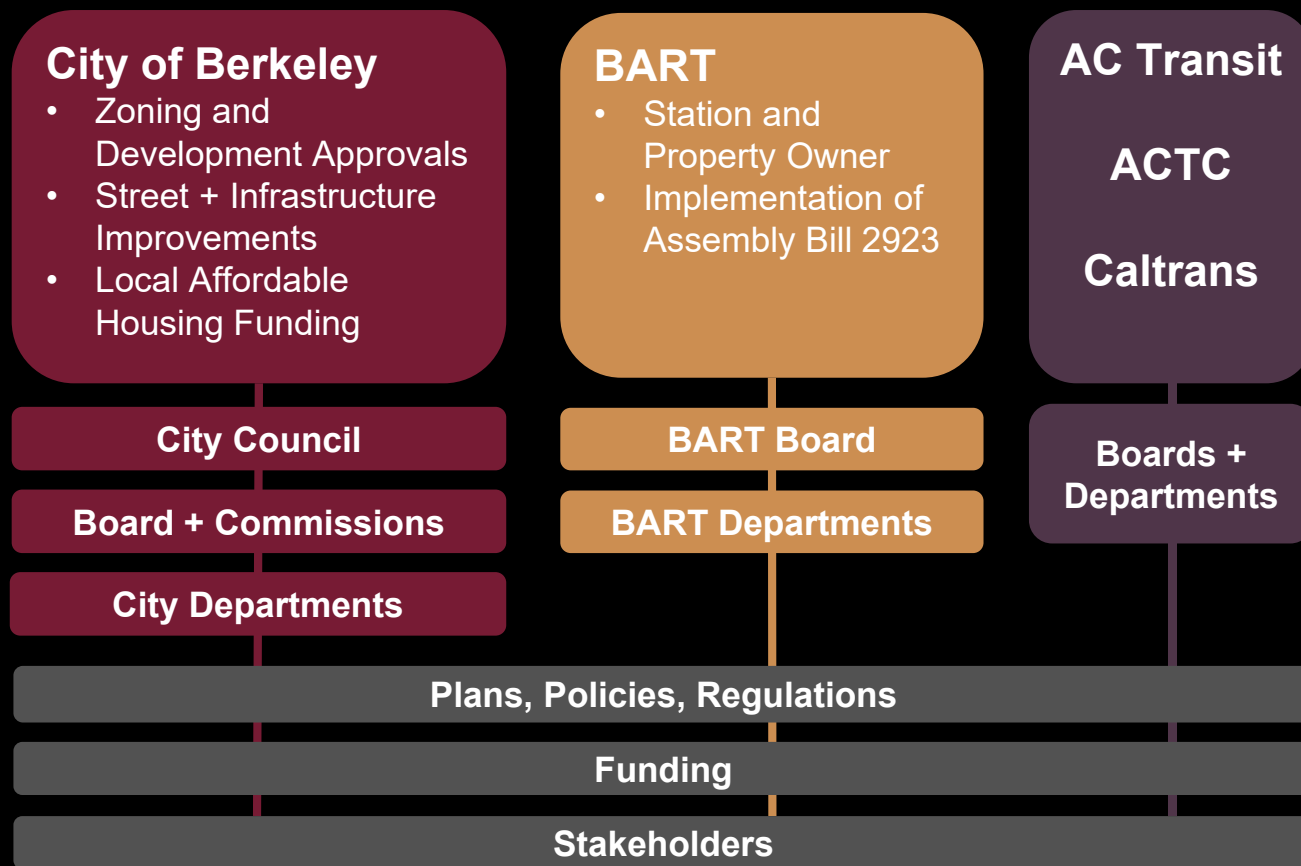 City of Berkeley
• Zoning and
Development Approvals
• Street + Infrastructure
Improvements
• Local Affordable
Housing Funding
BART
• Station and
Property Owner
• Implementation of
Assembly Bill 2923
AC Transit
ACTC
Caltrans
City Council
Board + Commissions
City Departments
BART Board
BART Departments
Boards +
Departments
Plans, Policies, Regulations
Funding
Stakeholders